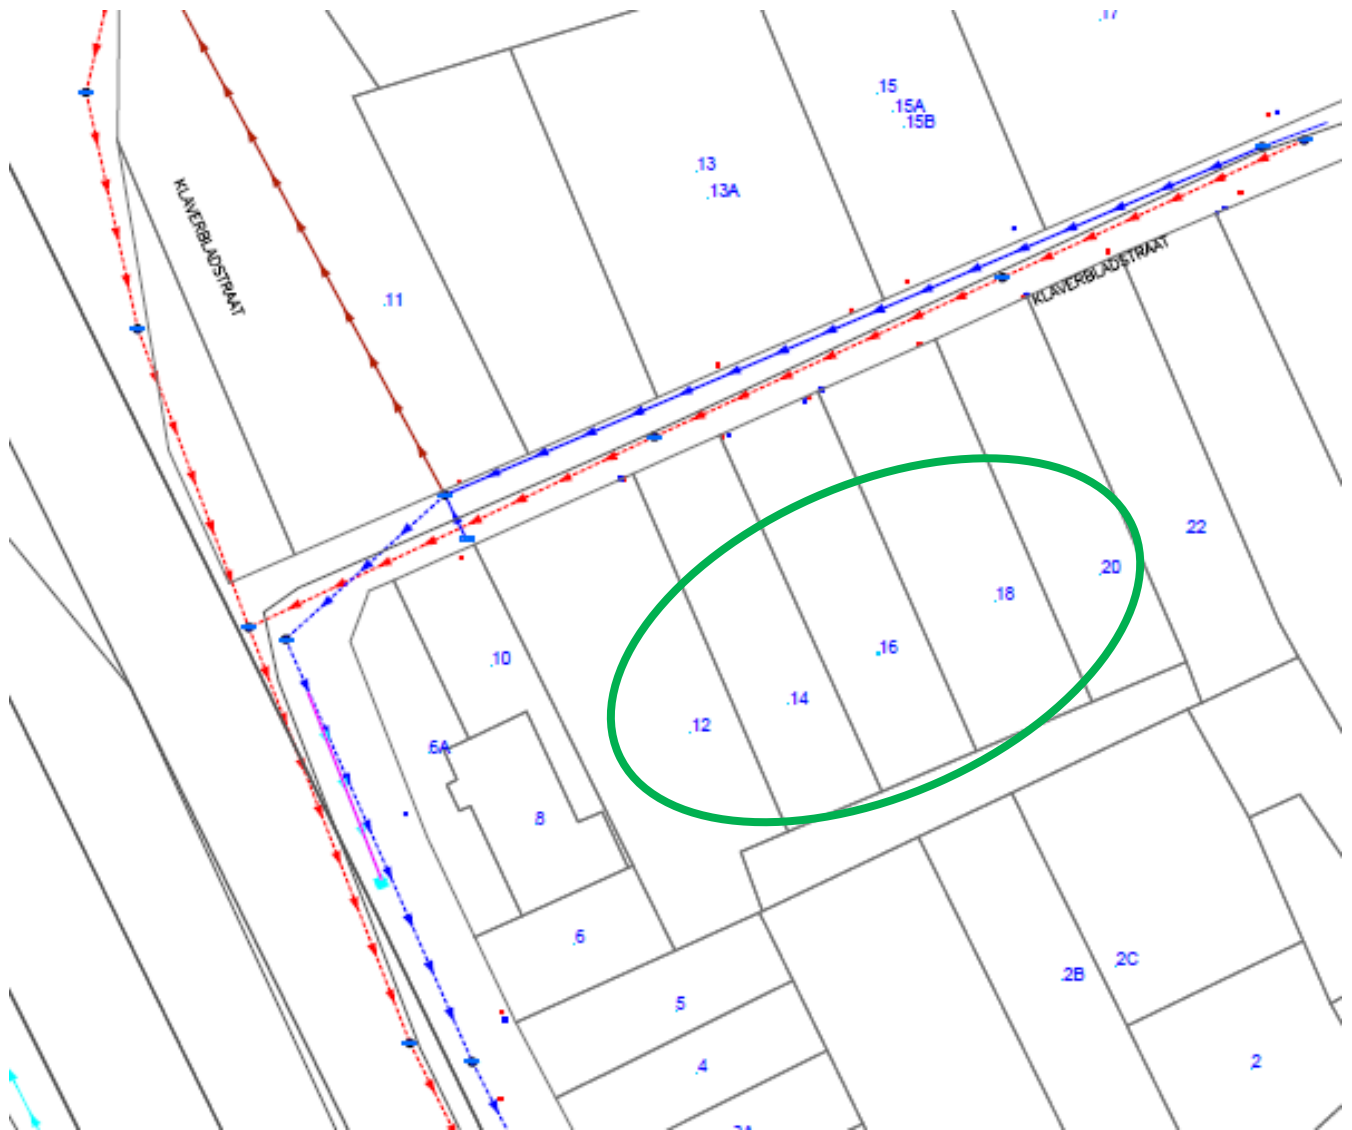 .17
.15
.15A
.15B
.13
.13A
KLAVERBLADSTRAAT
KLAVERBLADSTRAAT
.11
.22
.20
.18
.16
.10
.14
.12
.6A
.8
.6
.2C
.2B
.5
.4
.2